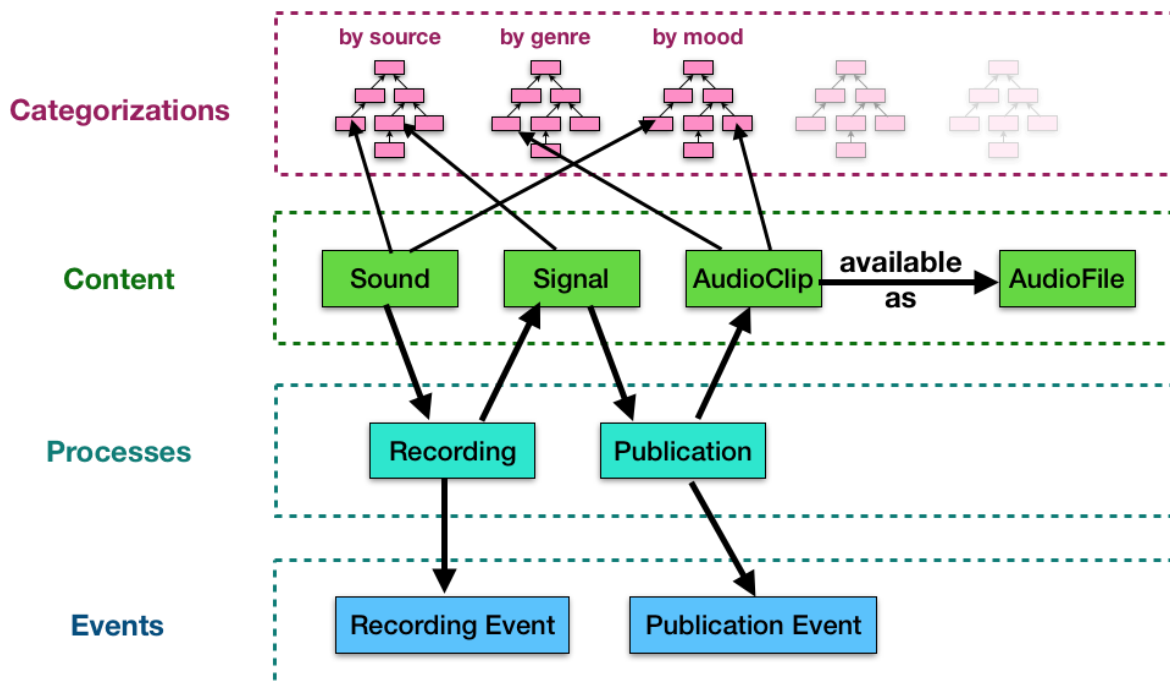 by source
by genre
by mood
Categorizations
Content
Sound
Signal
AudioClip
available
as
AudioFile
Processes
Recording
Publication
Events
Recording Event
Publication Event